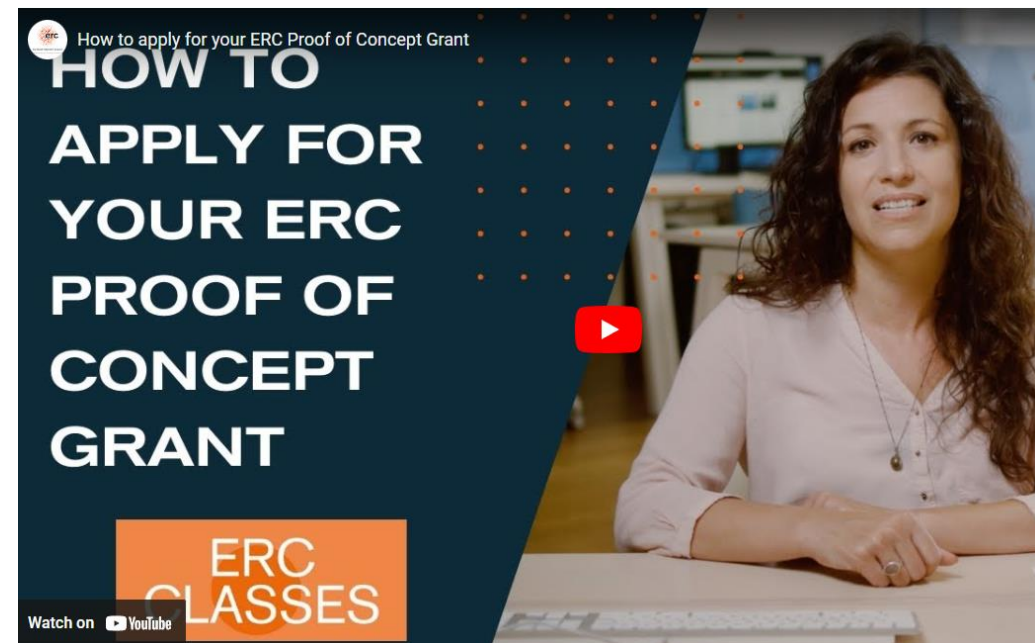 erc
How to apply for your ERC Proof of Concept Grant
HOW TO
APPLY FOR
YOUR ERC
PROOF OF
CONCEPT
GRANT
ERC
CLASSES
Watch on YouTube